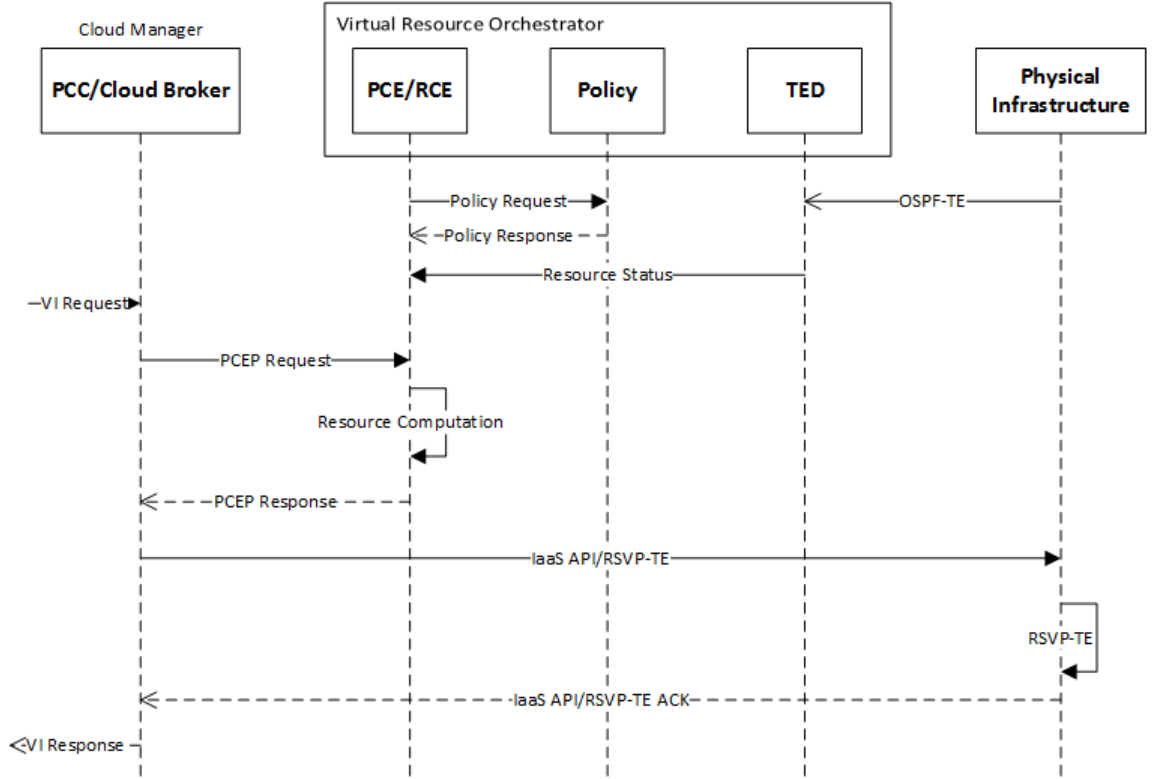 Cloud Manager
Virtual Resource Orchestrator
PCC/Cloud Broker
PCE/RCE
Policy
TED
Physical
Infrastructure
Policy Request
OSPF-TE
Policy Response
Resource Status
VI Request
PCEP Request
Resource Computation
PCEP Response
IaaS API/RSVP-TE
RSVP-TE
IaaS API/RSVP-TE ACK
VI Response